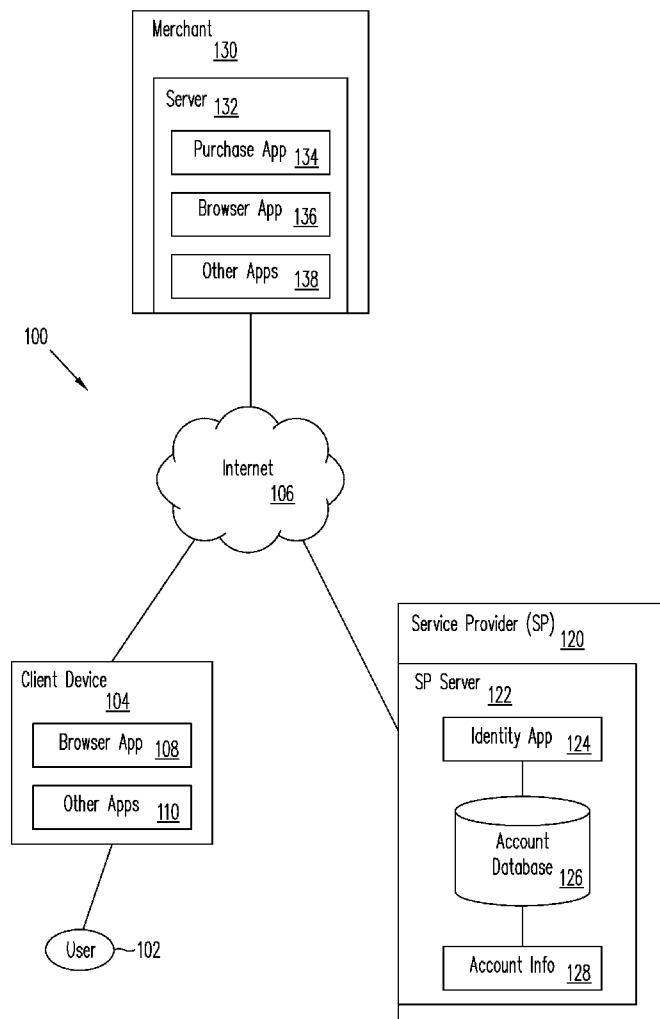 Merchant
130
Server
132
Purchase App 134
Browser App 136
Other Apps 138
100
Internet
106
Service Provider (SP)
120
Client Device
104
SP Server
122
Browser App 108
Identity App 124
Other Apps 110
Account
Database
126
User 102
Account Info 128